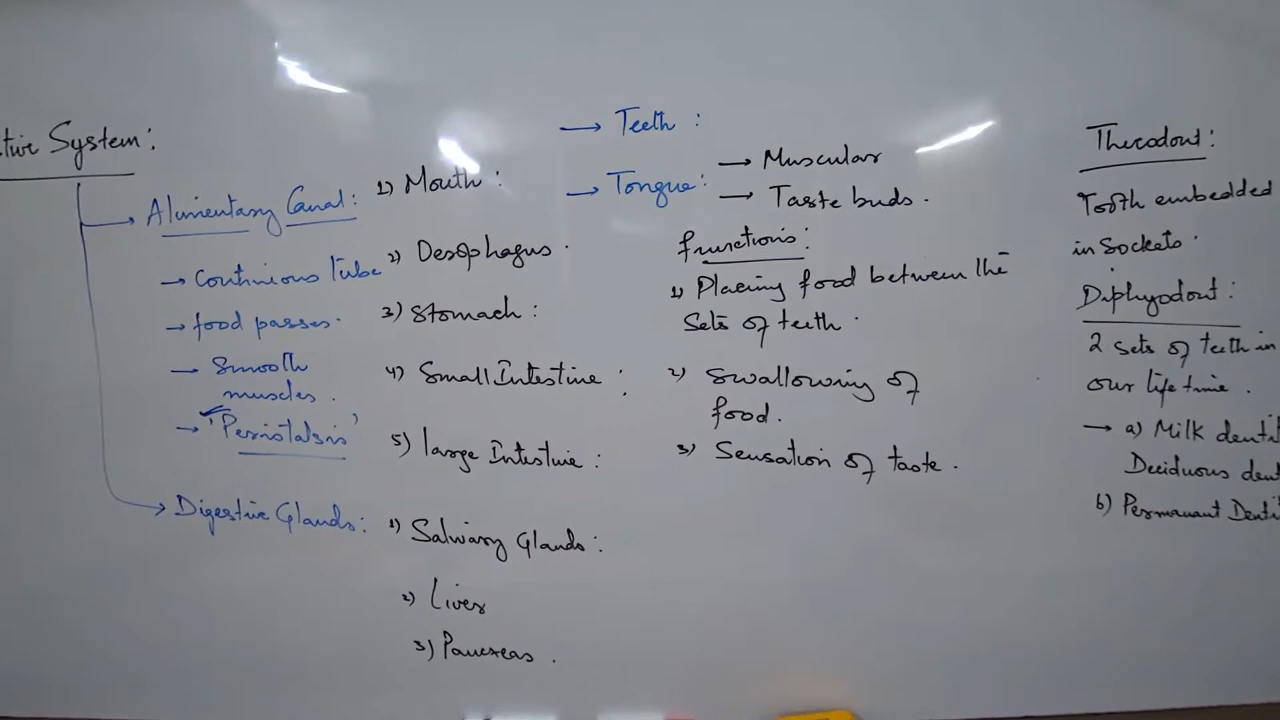 tive System:
→ Alimentary Canal:
→ Continious Tube
→ food passes.
→ Smooth
muscles.
→ 'Peristalsis'
→ Digestive Glands:
1) Mouth:
2) Oesophagus.
3) Stomach:
4) Small Intestine:
5) large Intestine:
1) Salivary Glands:
2) Liver
3) Pancreas.
→ Teeth:
→ Tongue:
→ Muscular
→ Taste buds.
functions:
1) Placing food between the
Sets of teeth.
2) Swallowing of
food.
3) Sensation of taste.
Thecodont:
Tooth embedded
in Sockets.
Diphyodont:
2 Sets of teeth in
our life time.
→ a) Milk denti
Deciduous dent
b) Permanant Denti